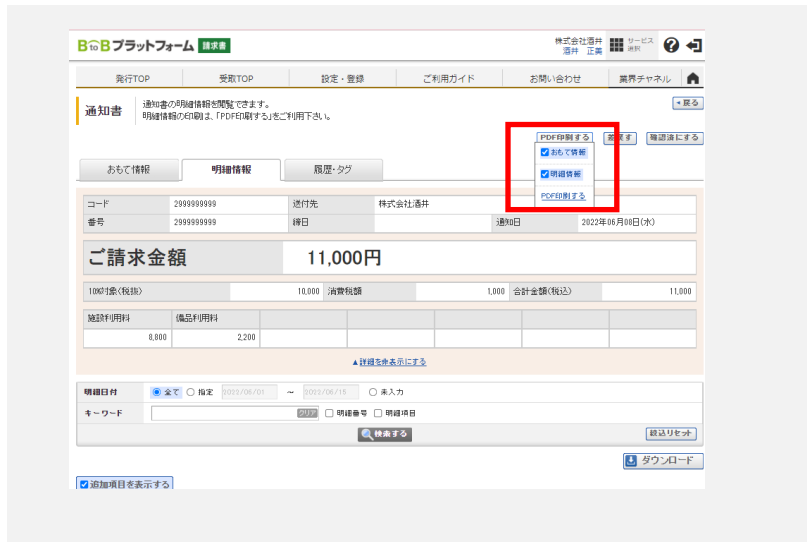 BtoBプラットフォーム 請求書
株式会社酒井
酒井 正美
サービス
選択
発行TOP 受取TOP 設定・登録 ご利用ガイド お問い合わせ 業界チャネル
通知書
通知書の明細情報を閲覧できます。
明細情報の印刷は、「PDF印刷する」をご利用下さい。
戻る
PDF印刷する 差戻す 確認済にする
おもて情報
明細情報
PDF印刷する
おもて情報 明細情報 履歴・タグ
コード 2999999999 送付先 株式会社酒井
番号 2999999999 締日 通知日 2022年06月08日(水)
ご請求金額 11,000円
10%対象(税抜) 10,000 消費税額 1,000 合計金額(税込) 11,000
施設利用料 備品利用料
8,800 2,200
▲詳細を非表示にする
明細日付 全て 指定 2022/06/01 ~ 2022/06/15 未入力
キーワード クリア 明細番号 明細項目
検索する 絞込リセット
ダウンロード
追加項目を表示する